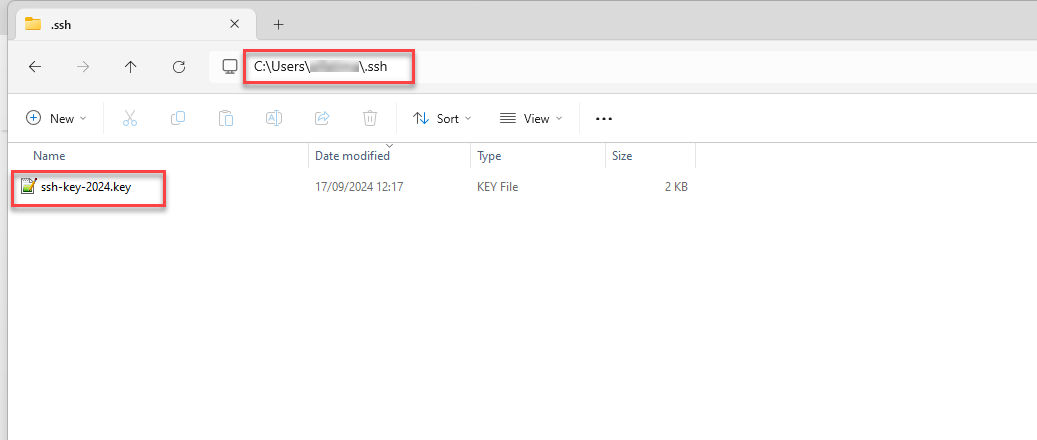 .ssh
C:\Users\ \.ssh
New Sort View
Name Date modified Type Size
ssh-key-2024.key 17/09/2024 12:17 KEY File 2 KB